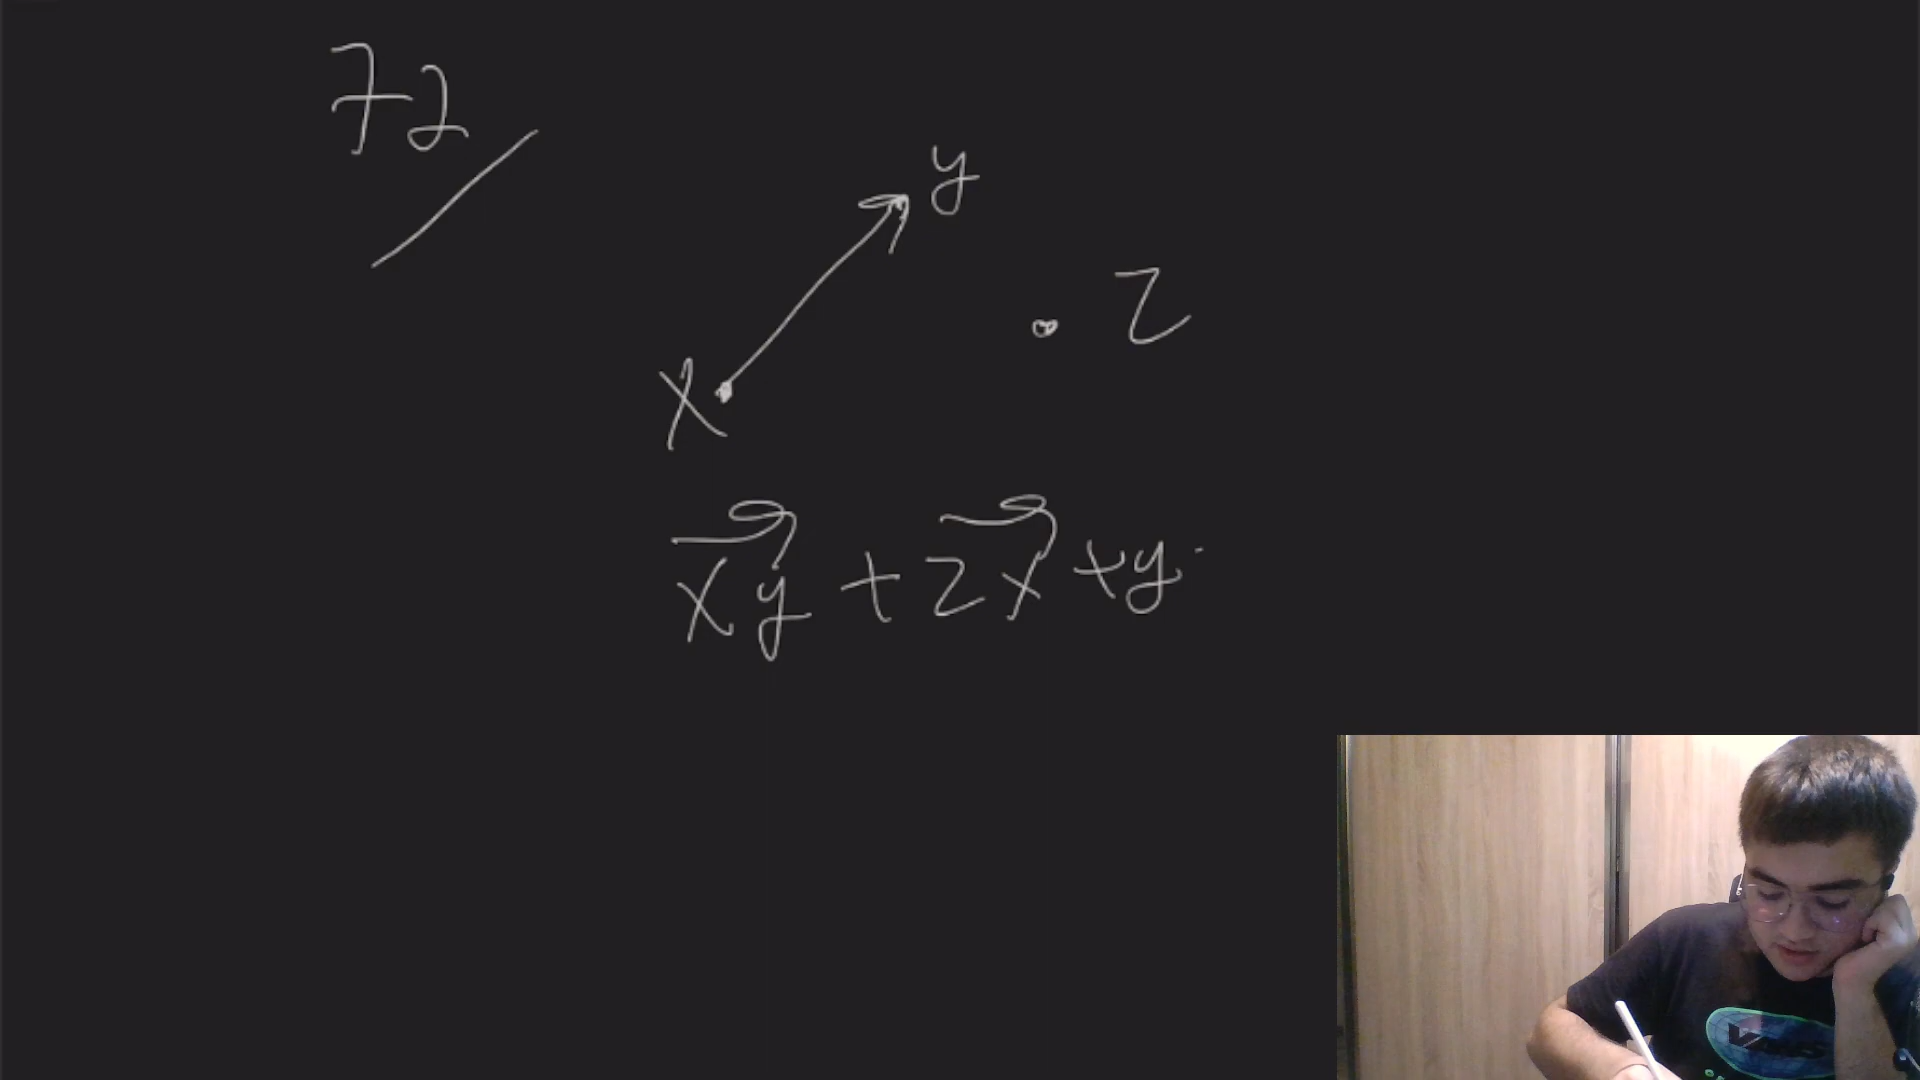 72
y
z
x
xy + zx + y